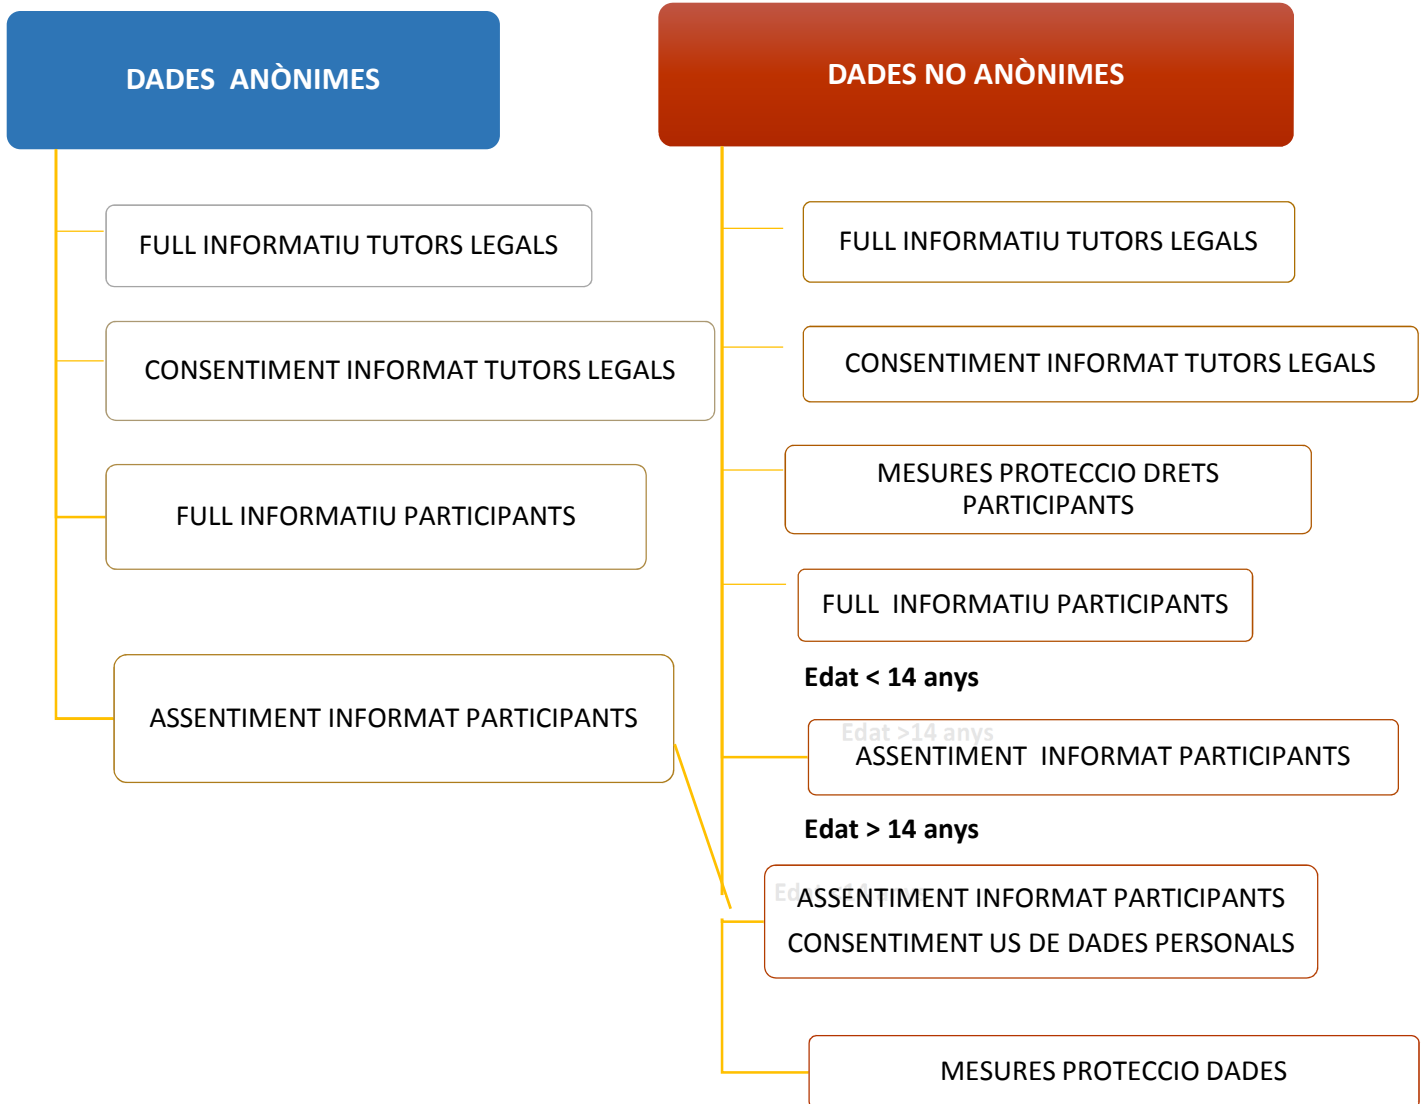 DADES ANÒNIMES
FULL INFORMATIU TUTORS LEGALS
CONSENTIMENT INFORMAT TUTORS LEGALS
FULL INFORMATIU PARTICIPANTS
ASSENTIMENT INFORMAT PARTICIPANTS
DADES NO ANÒNIMES
FULL INFORMATIU TUTORS LEGALS
CONSENTIMENT INFORMAT TUTORS LEGALS
MESURES PROTECCIO DRETS
PARTICIPANTS
FULL INFORMATIU PARTICIPANTS
Edat < 14 anys
Edat >14 anys
ASSENTIMENT INFORMAT PARTICIPANTS
Edat > 14 anys
ASSENTIMENT INFORMAT PARTICIPANTS
CONSENTIMENT US DE DADES PERSONALS
MESURES PROTECCIO DADES